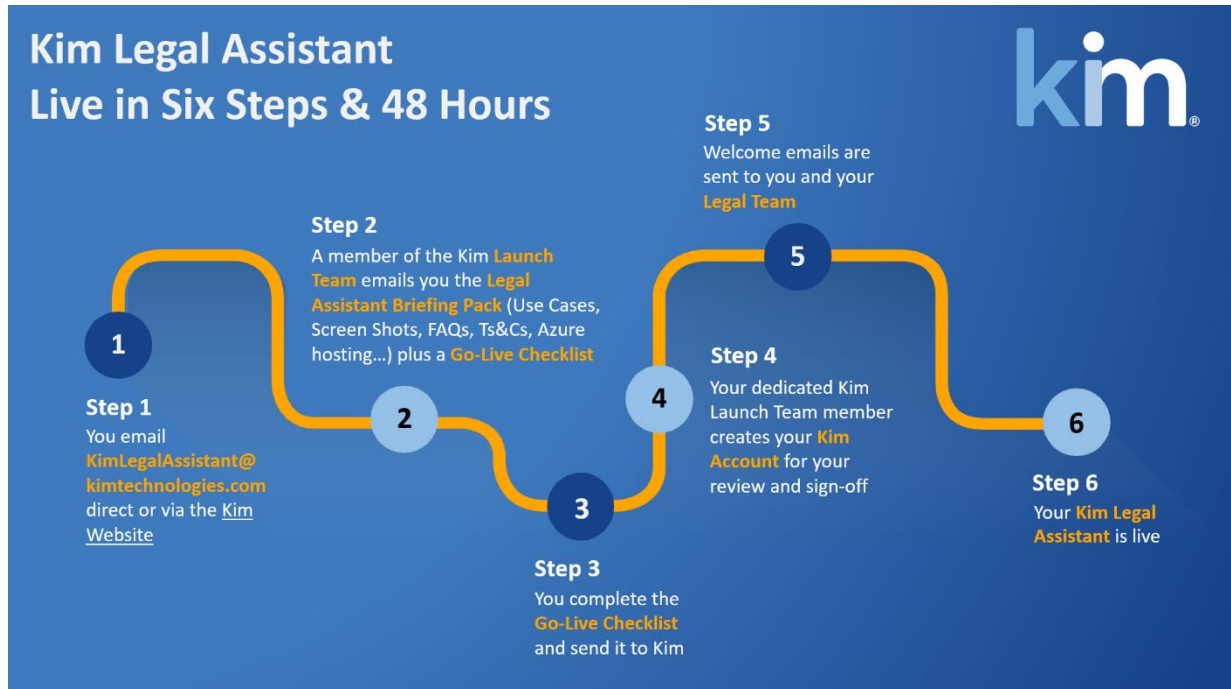 Kim Legal Assistant
Live in Six Steps & 48 Hours
kim®
1
Step 1
You email
KimLegalAssistant@
kimtechnologies.com
direct or via the Kim
Website
Step 2
A member of the Kim Launch
Team emails you the Legal
Assistant Briefing Pack (Use Cases,
Screen Shots, FAQs, Ts&Cs, Azure
hosting...) plus a Go-Live Checklist
2
3
Step 3
You complete the
Go-Live Checklist
and send it to Kim
4
Step 4
Your dedicated Kim
Launch Team member
creates your Kim
Account for your
review and sign-off
Step 5
Welcome emails are
sent to you and your
Legal Team
5
6
Step 6
Your Kim Legal
Assistant is live